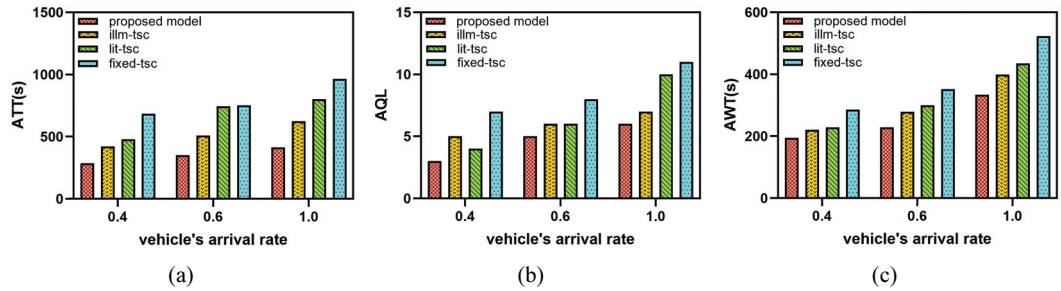 proposed model
illm-tsc
lit-tsc
fixed-tsc
ATT(s)
1500
1000
500
0
0.4 0.6 1.0
vehicle's arrival rate
(a)
proposed model
illm-tsc
lit-tsc
fixed-tsc
AQL
15
10
5
0
0.4 0.6 1.0
vehicle's arrival rate
(b)
proposed model
illm-tsc
lit-tsc
fixed-tsc
AWT(s)
600
400
200
0
0.4 0.6 1.0
vehicle's arrival rate
(c)